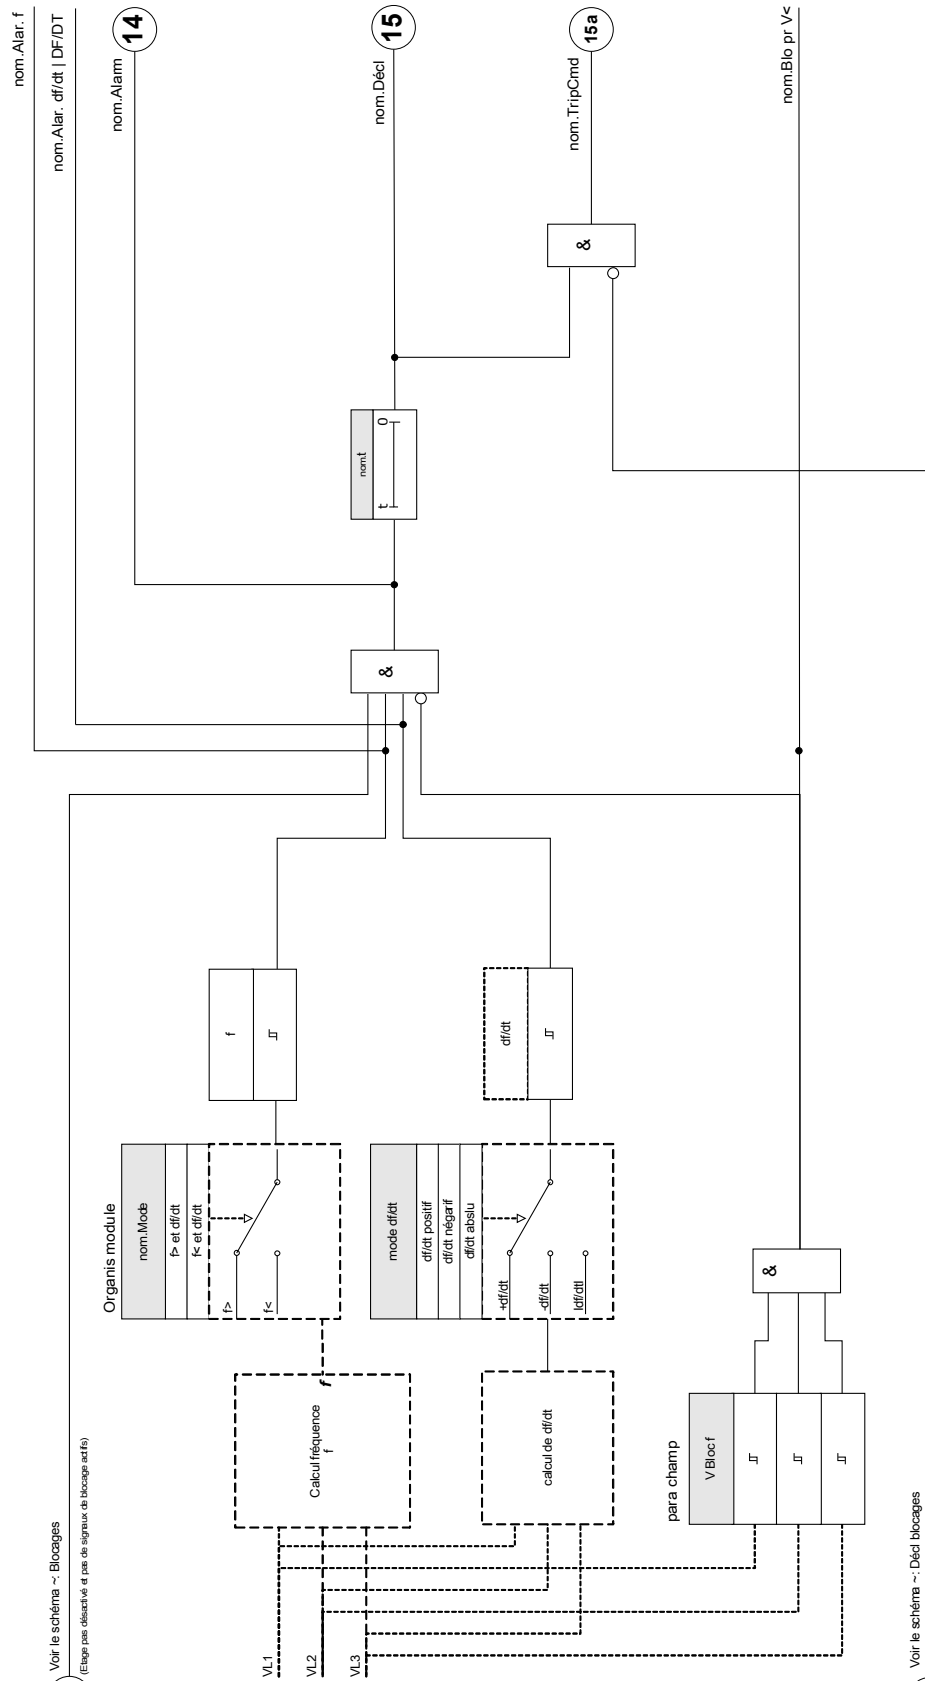 nom.Alar. f
nom.Alar. df/dt | DF/DT
14
nom.Alarm
15
nom.Décl
15a
nom.TripCmd
nom.Blo pr V<
&
nom.t
t
0
&
f
df/dt
Organis module
nom.Mode
f> et df/dt
f< et df/dt
f>
f<
mode df/dt
df/dt positif
df/dt négarif
df/dt abslu
+df/dt
-df/dt
ldf/dtl
&
f
Calcul fréquence
f
calcul de df/dt
para champ
V Bloc f
Voir le schéma ~: Blocages
(Etage pas désactivé et pas de signaux de blocage actifs)
VL1
VL2
VL3
Voir le schéma ~: Décl blocages